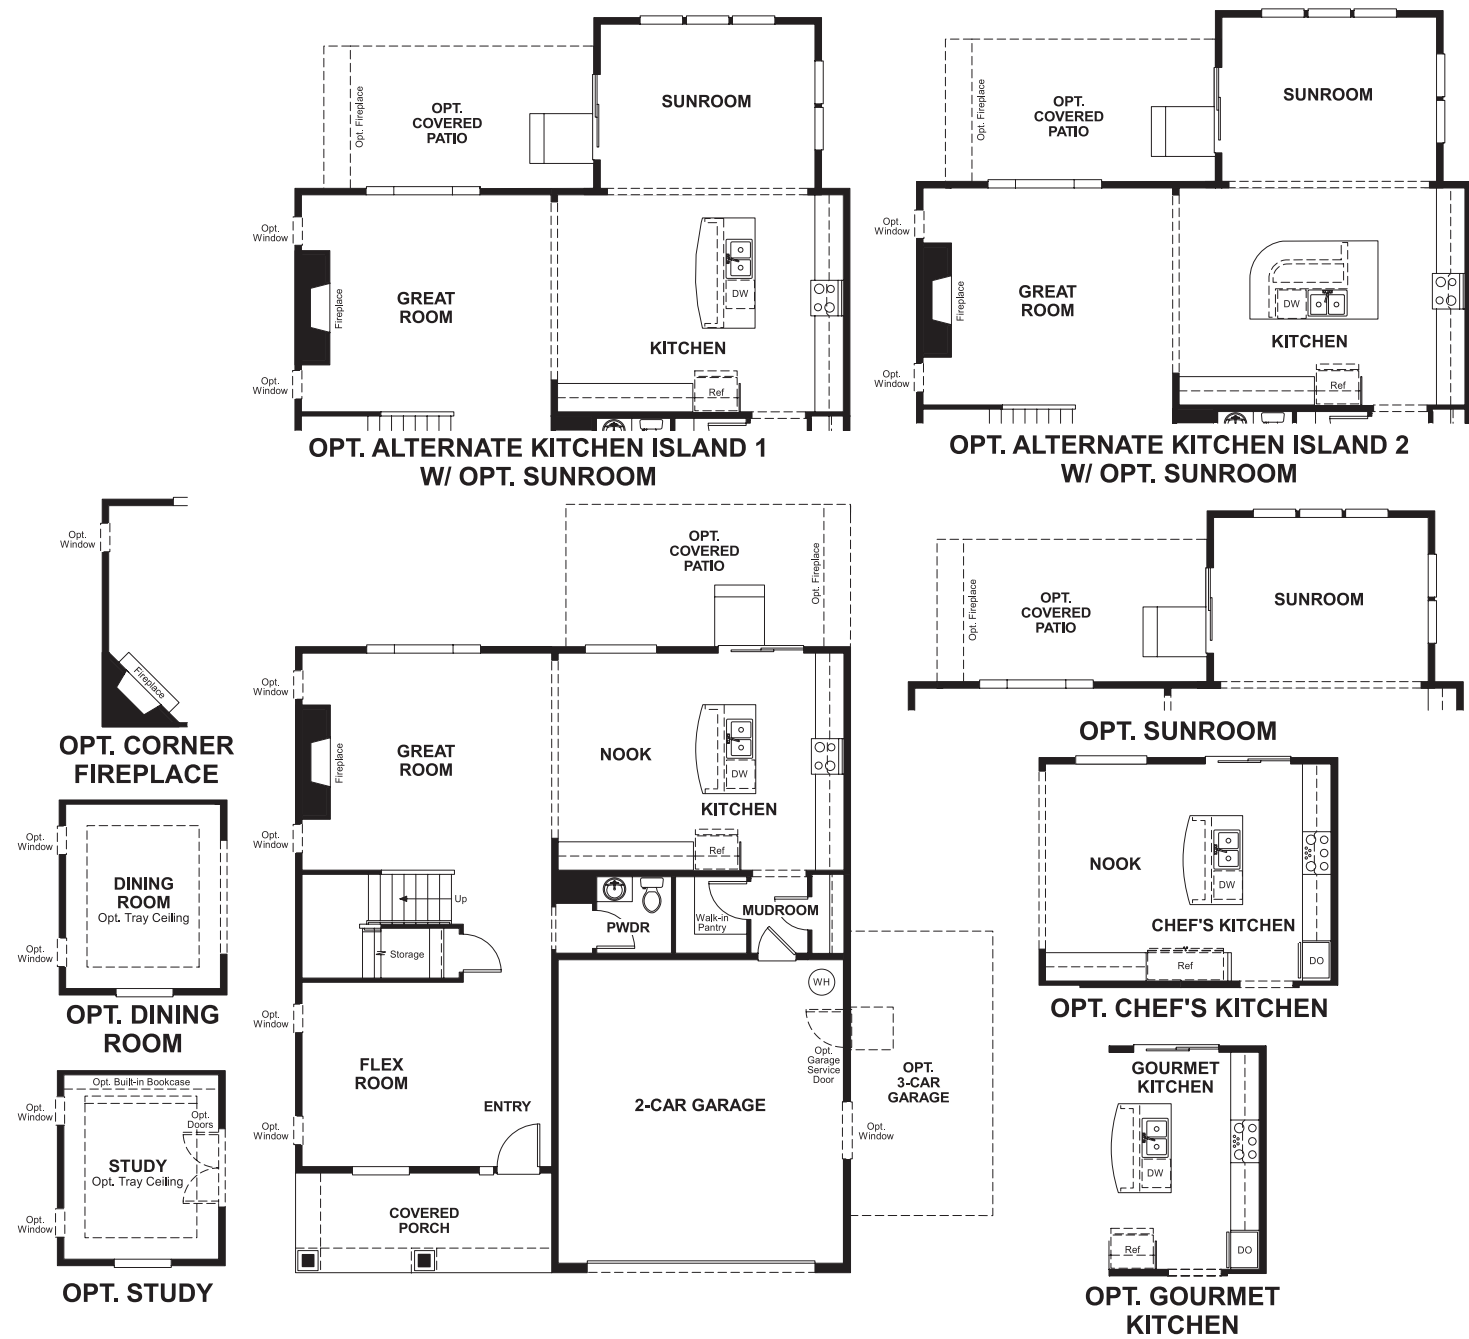 SUNROOM
OPT.
COVERED
PATIO
Opt. Fireplace
Opt.
Window
GREAT
ROOM
Fireplace
DW
KITCHEN
Opt.
Window
Ref
OPT. ALTERNATE KITCHEN ISLAND 1
W/ OPT. SUNROOM
SUNROOM
OPT.
COVERED
PATIO
Opt. Fireplace
Opt.
Window
GREAT
ROOM
Fireplace
DW
KITCHEN
Opt.
Window
Ref
OPT. ALTERNATE KITCHEN ISLAND 2
W/ OPT. SUNROOM
Opt.
Window
Fireplace
OPT. CORNER
FIREPLACE
OPT.
COVERED
PATIO
Opt. Fireplace
Opt.
Window
GREAT
ROOM
Fireplace
NOOK
DW
KITCHEN
Opt.
Window
Ref
Up
PWDR
Walk-in
Pantry
MUDROOM
Storage
WH
Opt.
Window
FLEX
ROOM
Opt.
Garage
Service
Door
OPT.
3-CAR
GARAGE
ENTRY
2-CAR GARAGE
Opt.
Window
Opt.
Window
COVERED
PORCH
Opt. Fireplace
OPT.
COVERED
PATIO
SUNROOM
OPT. SUNROOM
Opt.
Window
DINING
ROOM
Opt. Tray Ceiling
Opt.
Window
OPT. DINING
ROOM
NOOK
DW
CHEF'S KITCHEN
Ref
DO
OPT. CHEF'S KITCHEN
Opt. Built-in Bookcase
Opt.
Window
Opt.
Doors
STUDY
Opt. Tray Ceiling
Opt.
Window
OPT. STUDY
GOURMET
KITCHEN
DW
Ref
DO
OPT. GOURMET
KITCHEN